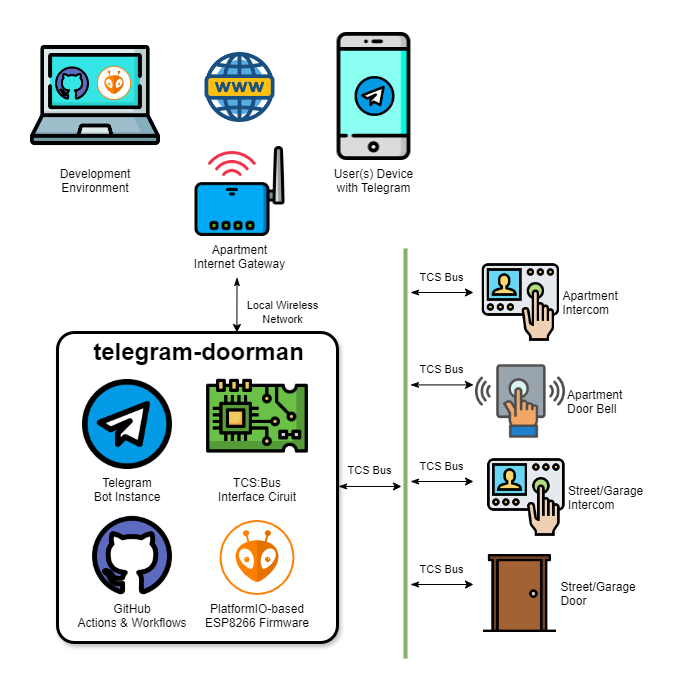 WWW
Development
Environment
User(s) Device
with Telegram
Apartment
Internet Gateway
Local Wireless
Network
telegram-doorman
Telegram
Bot Instance
TCS:Bus
Interface Ciruit
GitHub
Actions & Workflows
PlatformIO-based
ESP8266 Firmware
TCS Bus
TCS Bus
Apartment
Intercom
TCS Bus
Apartment
Door Bell
TCS Bus
Street/Garage
Intercom
TCS Bus
Street/Garage
Door